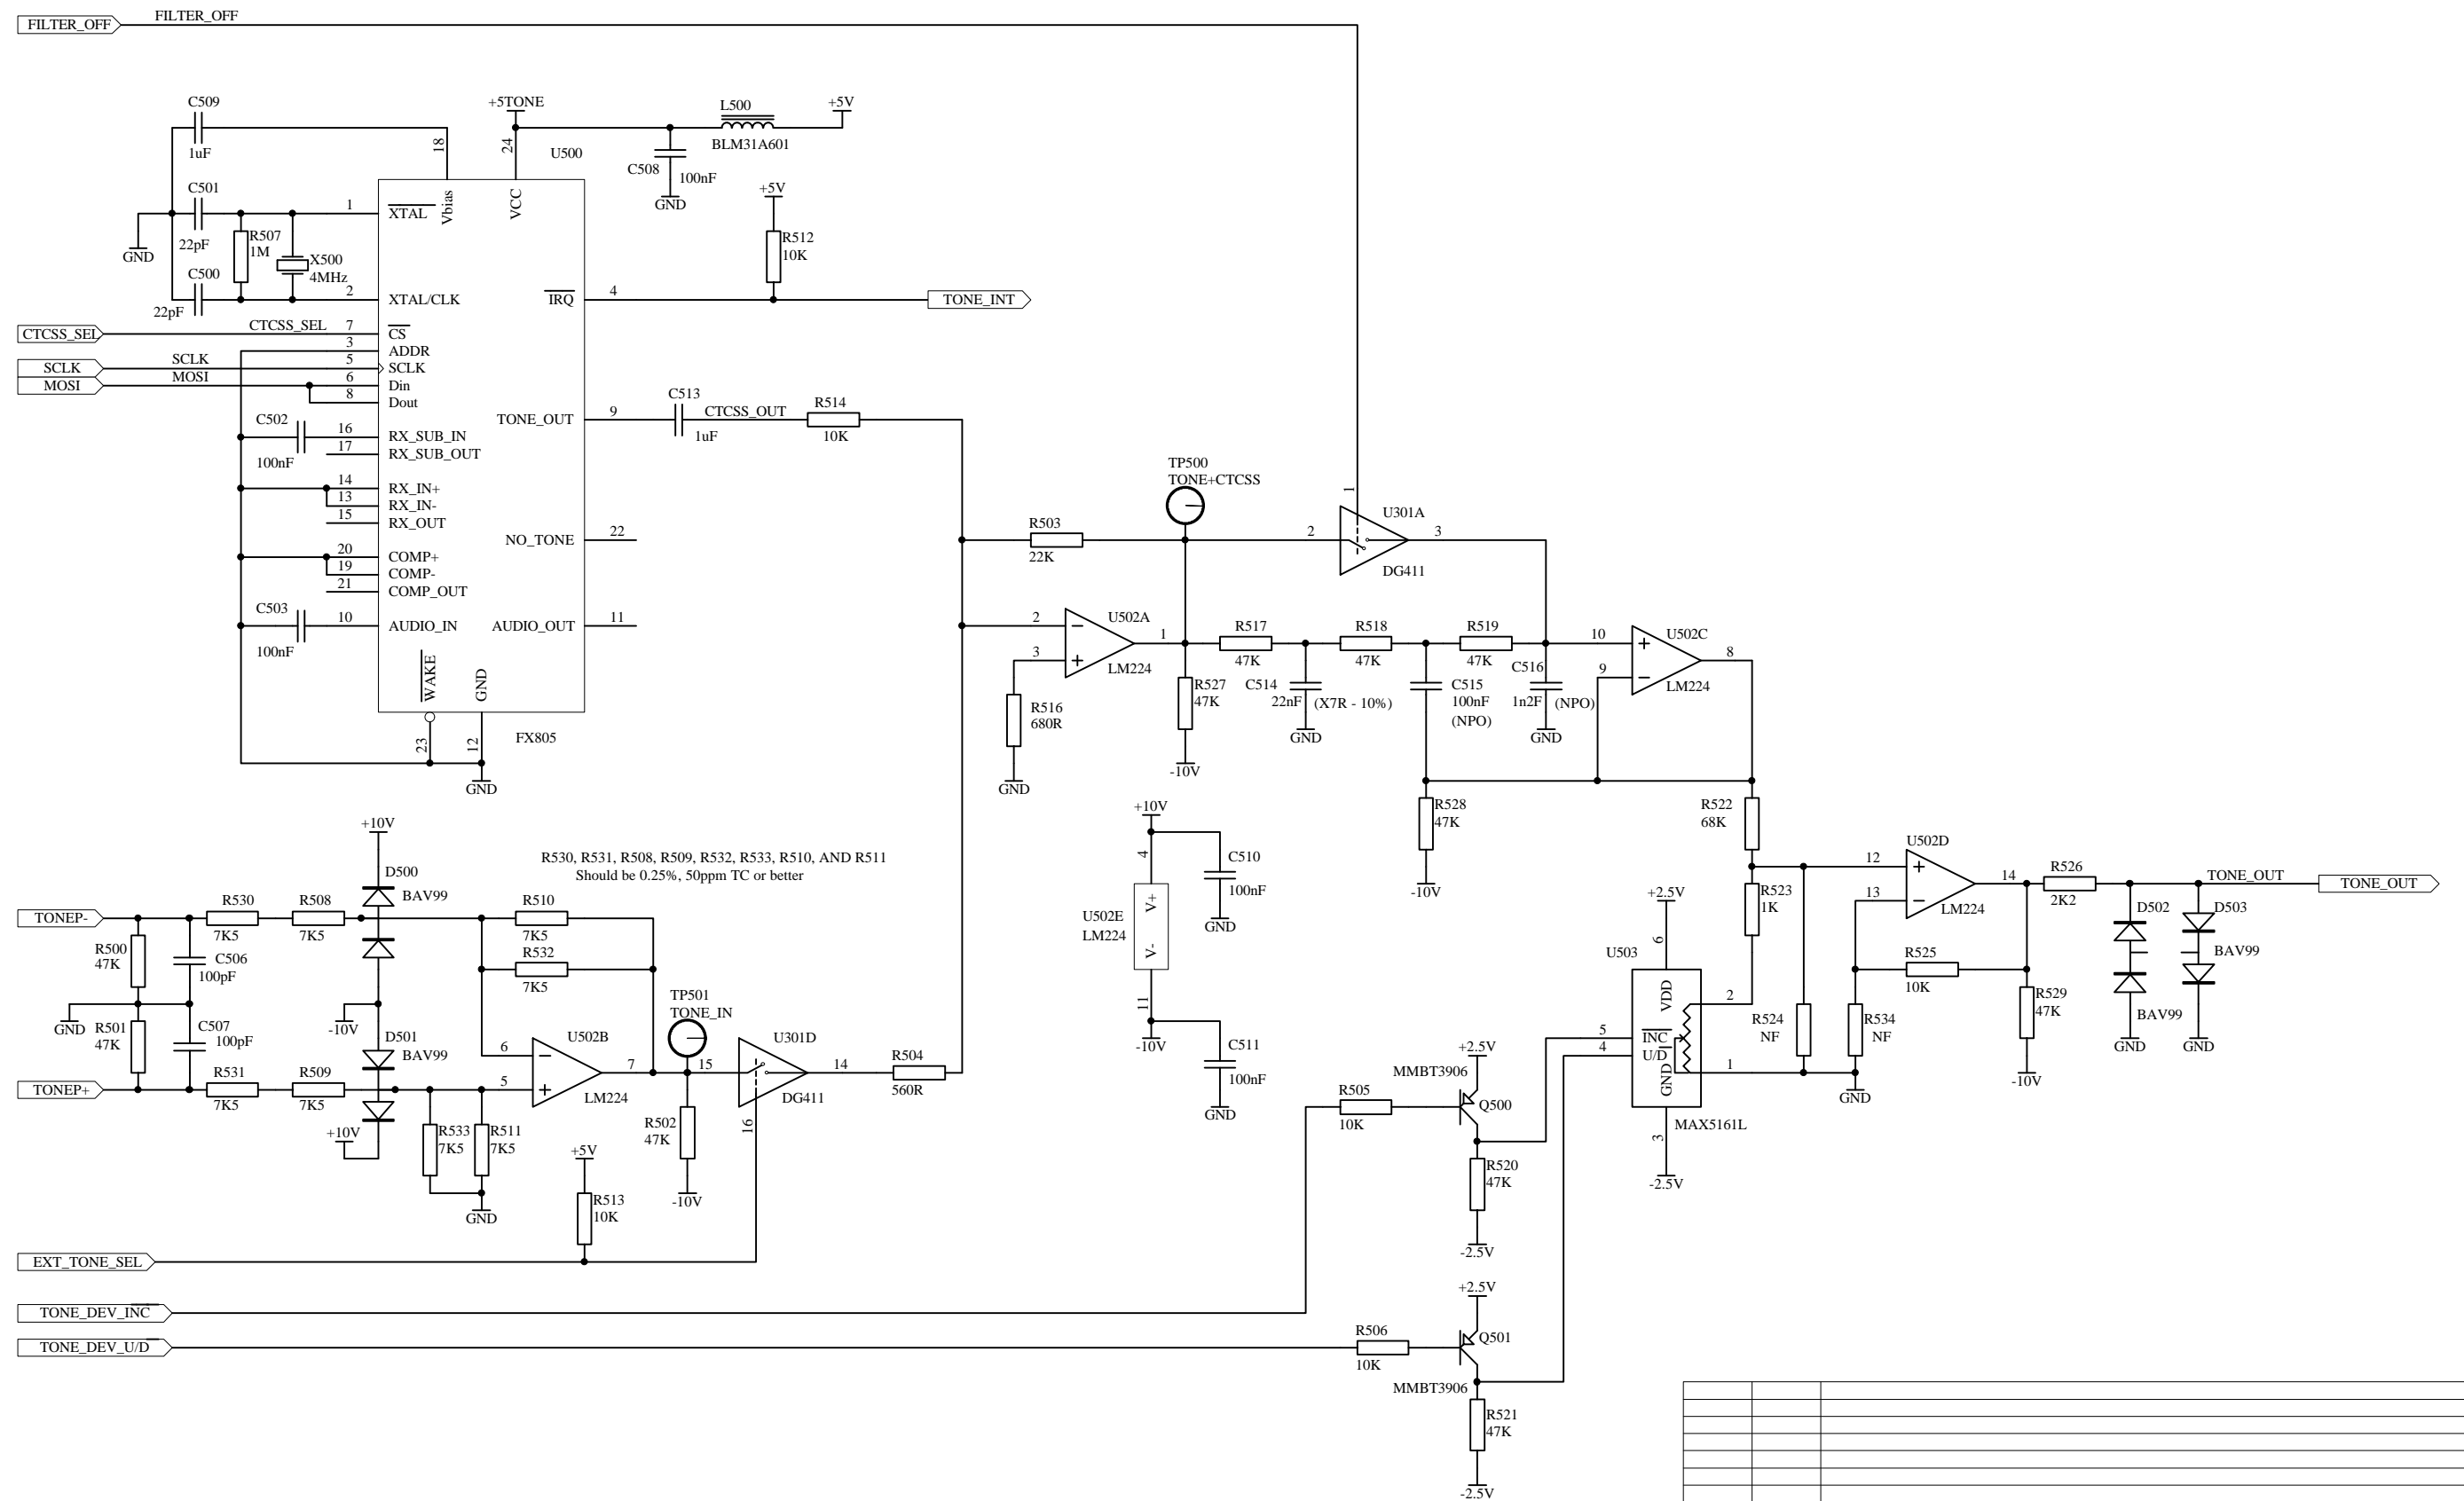 FILTER_OFF
FILTER_OFF
C509
1uF
18
+5TONE
24
U500
L500
BLM31A601
+5V
C508
100nF
GND
C501
22pF
GND
R507
1M
X500
4MHz
C500
22pF
1
XTAL
Vbias
VCC
2
XTAL/CLK
IRQ
4
+5V
R512
10K
TONE_INT
CTCSS_SEL
CTCSS_SEL
7
CS
3
ADDR
SCLK
SCLK
5
SCLK
MOSI
MOSI
6
Din
8
Dout
TONE_OUT
9
C513
1uF
CTCSS_OUT
R514
10K
C502
100nF
16
RX_SUB_IN
17
RX_SUB_OUT
14
RX_IN+
13
RX_IN-
15
RX_OUT
NO_TONE
22
20
COMP+
19
COMP-
21
COMP_OUT
C503
100nF
10
AUDIO_IN
AUDIO_OUT
11
WAKE
GND
23
12
FX805
GND
TP500
TONE+CTCSS
R503
22K
1
2
U301A
3
DG411
2
U502A
1
3
LM224
R516
680R
GND
R527
47K
-10V
R517
47K
R518
47K
R519
47K
C514
22nF
(X7R - 10%)
GND
C515
100nF
(NPO)
C516
1n2F
(NPO)
GND
10
U502C
9
8
LM224
R528
47K
-10V
R522
68K
+10V
4
C510
100nF
GND
U502E
LM224
V+
V-
11
-10V
C511
100nF
GND
+10V
D500
BAV99
R530, R531, R508, R509, R532, R533, R510, AND R511
Should be 0.25%, 50ppm TC or better
TONEP-
R530
7K5
R508
7K5
R510
7K5
R532
7K5
R500
47K
C506
100pF
GND
R501
47K
C507
100pF
-10V
D501
BAV99
TONEP+
R531
7K5
R509
7K5
+10V
R533
7K5
R511
7K5
GND
6
U502B
5
7
LM224
TP501
TONE_IN
15
U301D
14
DG411
16
R502
47K
-10V
R504
560R
+5V
R513
10K
EXT_TONE_SEL
TONE_DEV_INC
TONE_DEV_U/D
R505
10K
+2.5V
MMBT3906
Q500
R520
47K
-2.5V
R506
10K
+2.5V
Q501
MMBT3906
R521
47K
-2.5V
+2.5V
6
U503
VDD
5
INC
4
U/D
GND
2
1
MAX5161L
3
-2.5V
R523
1K
R524
NF
R534
NF
GND
12
U502D
13
14
LM224
R525
10K
R526
2K2
R529
47K
-10V
TONE_OUT
TONE_OUT
D502
BAV99
GND
D503
BAV99
GND